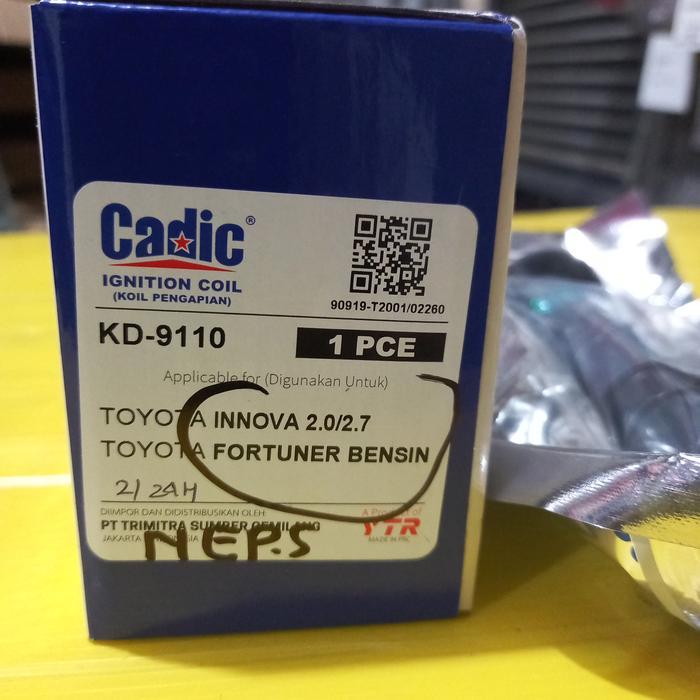 Cadic®
IGNITION COIL
(KOIL PENGAPIAN)
90919-T2001/02260
KD-9110
1 PCE
Applicable for (Digunakan Untuk)
TOYOTA INNOVA 2.0/2.7
TOYOTA FORTUNER BENSIN
DIIMPOR DAN DIDISTRIBUSIKAN OLEH:
A Product of
PT TRIMITRA SUMBER GEMILANG
YTR
JAKARTA
MADE IN PRC
NEPS